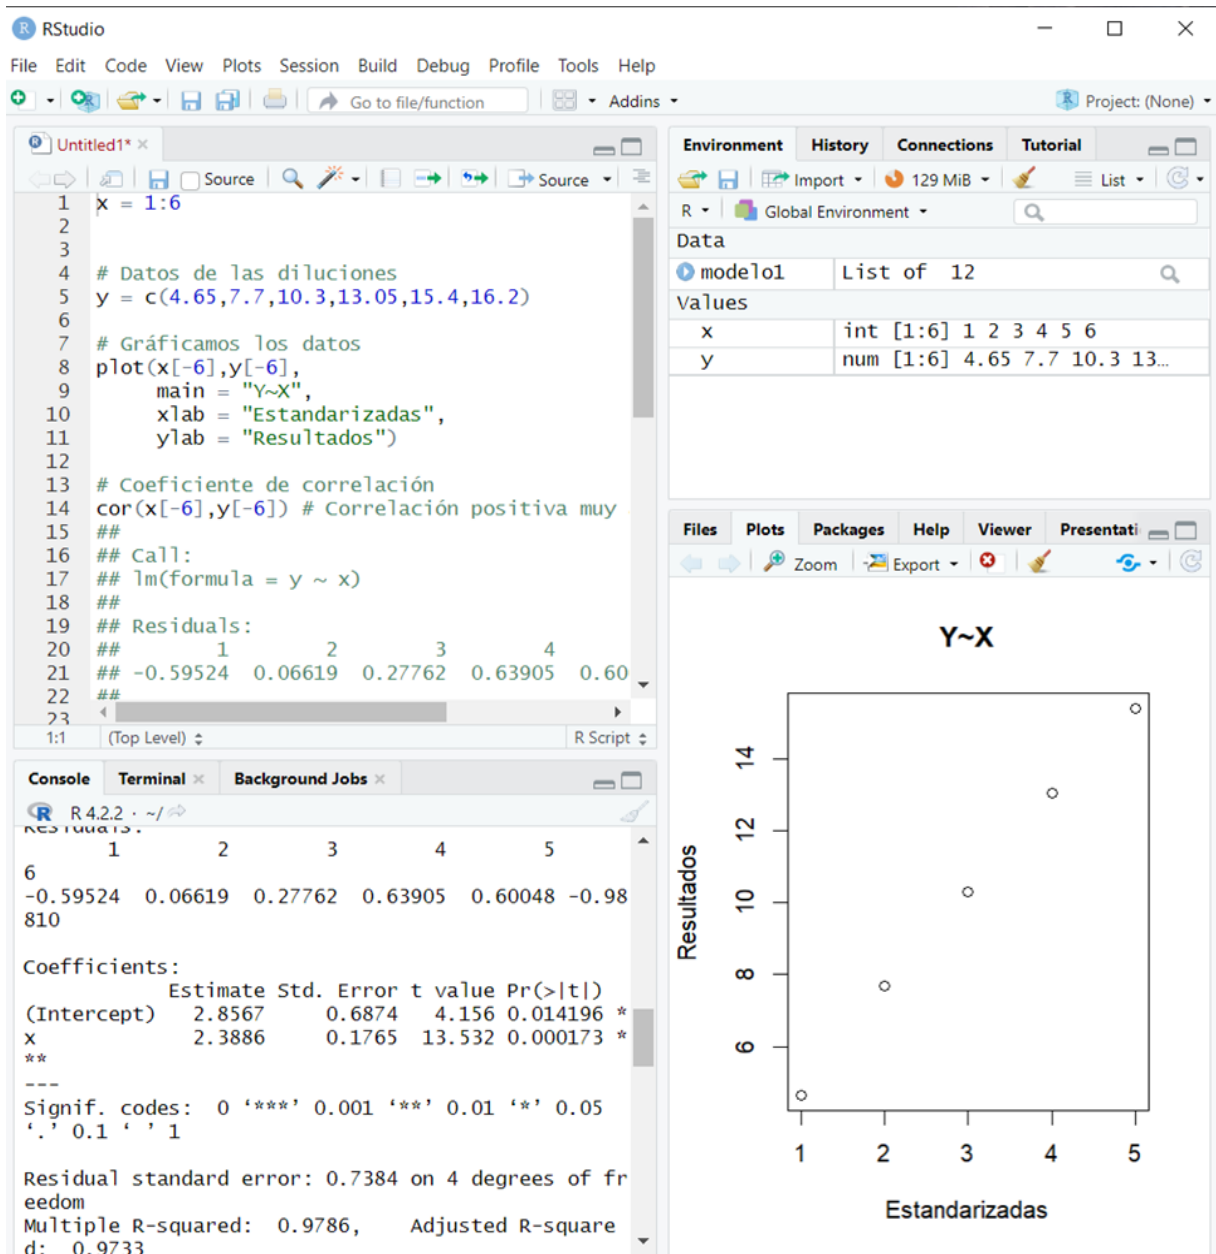 RStudio
File Edit Code View Plots Session Build Debug Profile Tools Help
Go to file/function Addins Project: (None)
Untitled1*
Source Source
1 x = 1:6
2
3
4 # Datos de las diluciones
5 y = c(4.65,7.7,10.3,13.05,15.4,16.2)
6
7 # Gráficamos los datos
8 plot(x[-6],y[-6],
9 main = "Y~X",
10 xlab = "Estandarizadas",
11 ylab = "Resultados")
12
13 # Coeficiente de correlación
14 cor(x[-6],y[-6]) # Correlación positiva muy
15 ##
16 ## Call:
17 ## lm(formula = y ~ x)
18 ##
19 ## Residuals:
20 ## 1 2 3 4
21 ## -0.59524 0.06619 0.27762 0.63905 0.60
22 ##
23
1:1 (Top Level) R Script
Console Terminal Background Jobs
R 4.2.2 · ~/
Residuals:
1 2 3 4 5
6
-0.59524 0.06619 0.27762 0.63905 0.60048 -0.98
810
Coefficients:
Estimate Std. Error t value Pr(>|t|)
(Intercept) 2.8567 0.6874 4.156 0.014196 *
x 2.3886 0.1765 13.532 0.000173 *
**
---
Signif. codes: 0 ‘***’ 0.001 ‘**’ 0.01 ‘*’ 0.05
‘.’ 0.1 ‘ ’ 1
Residual standard error: 0.7384 on 4 degrees of fr
eedom
Multiple R-squared: 0.9786, Adjusted R-square
d: 0.9733
Environment History Connections Tutorial
Import 129 MiB List
R Global Environment
Data
modelo1 List of 12
Values
x int [1:6] 1 2 3 4 5 6
y num [1:6] 4.65 7.7 10.3 13…
Files Plots Packages Help Viewer Presentati
Zoom Export
Y~X
Resultados
14
12
10
8
6
1 2 3 4 5
Estandarizadas